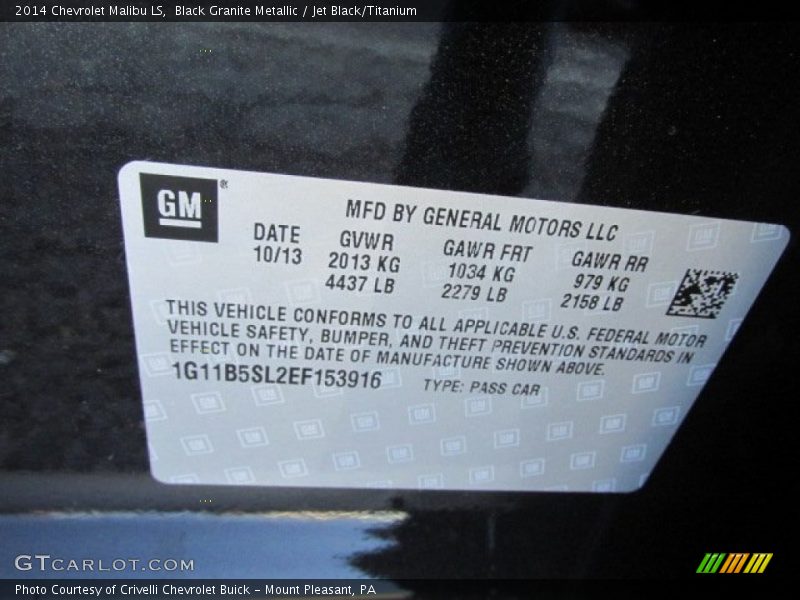 2014 Chevrolet Malibu LS, Black Granite Metallic / Jet Black/Titanium
GM®
MFD BY GENERAL MOTORS LLC
DATE GVWR GAWR FRT GAWR RR
10/13 2013 KG 1034 KG 979 KG
4437 LB 2279 LB 2158 LB
THIS VEHICLE CONFORMS TO ALL APPLICABLE U.S. FEDERAL MOTOR
VEHICLE SAFETY, BUMPER, AND THEFT PREVENTION STANDARDS IN
EFFECT ON THE DATE OF MANUFACTURE SHOWN ABOVE.
1G11B5SL2EF153916 TYPE: PASS CAR
GTCARLOT.COM
Photo Courtesy of Crivelli Chevrolet Buick - Mount Pleasant, PA